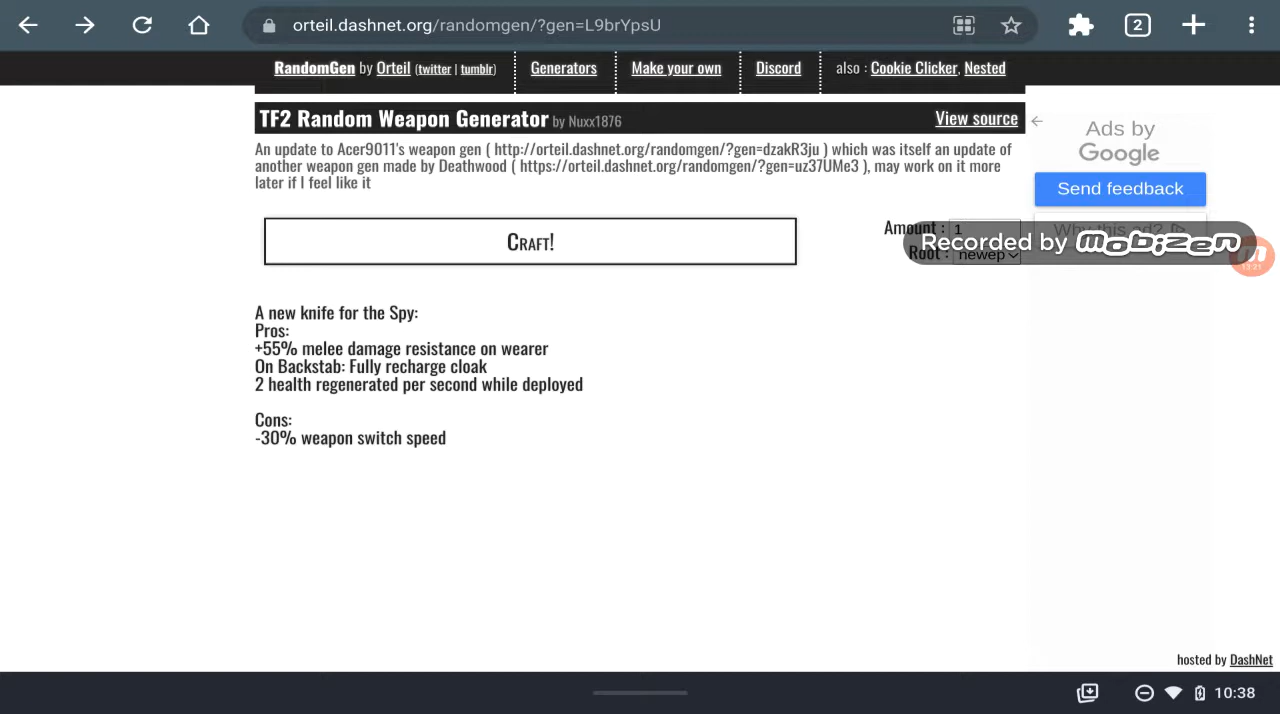 orteil.dashnet.org/randomgen/?gen=L9brYpsU
2
RandomGen by Orteil (twitter | tumblr)
Generators
Make your own
Discord
also : Cookie Clicker, Nested
TF2 Random Weapon Generator by Nuxx1876
View source
An update to Acer9011's weapon gen ( http://orteil.dashnet.org/randomgen/?gen=dzakR3ju ) which was itself an update of
another weapon gen made by Deathwood ( https://orteil.dashnet.org/randomgen/?gen=uz37UMe3 ), may work on it more
later if I feel like it
Ads by
Google
Send feedback
Why this ad?
Craft!
Amount : 1
Root : newep
Recorded by mobizen
13:31
A new knife for the Spy:
Pros:
+55% melee damage resistance on wearer
On Backstab: Fully recharge cloak
2 health regenerated per second while deployed
Cons:
-30% weapon switch speed
hosted by DashNet
10:38